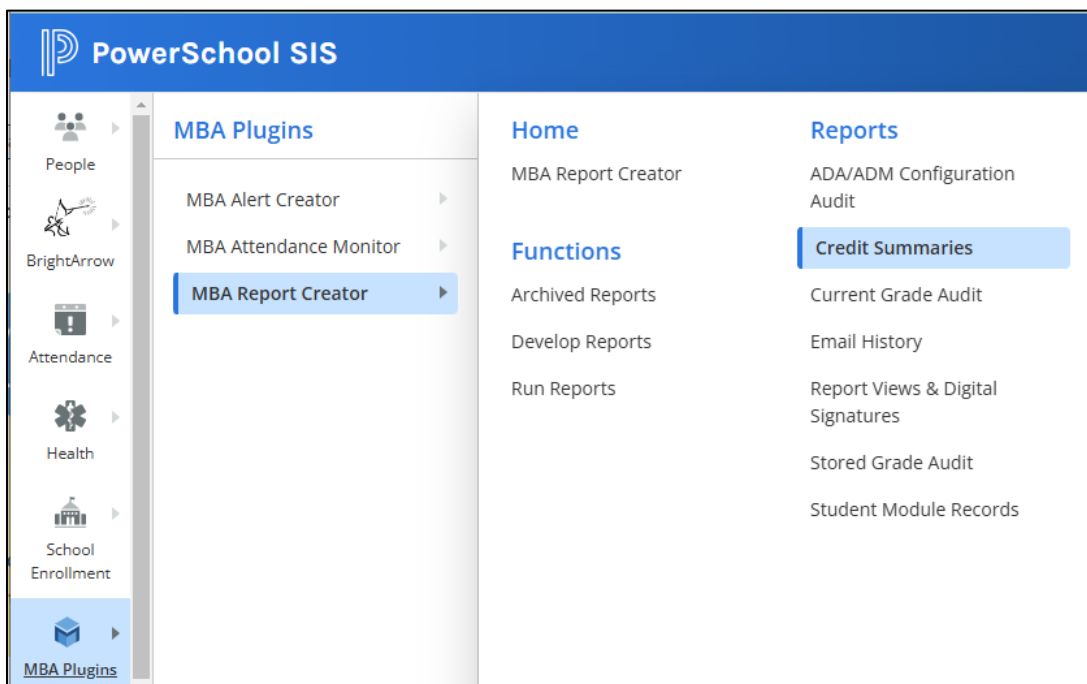 PowerSchool SIS
People
BrightArrow
Attendance
Health
School
Enrollment
MBA Plugins
MBA Plugins
MBA Alert Creator
MBA Attendance Monitor
MBA Report Creator
Home
MBA Report Creator
Functions
Archived Reports
Develop Reports
Run Reports
Reports
ADA/ADM Configuration
Audit
Credit Summaries
Current Grade Audit
Email History
Report Views & Digital
Signatures
Stored Grade Audit
Student Module Records